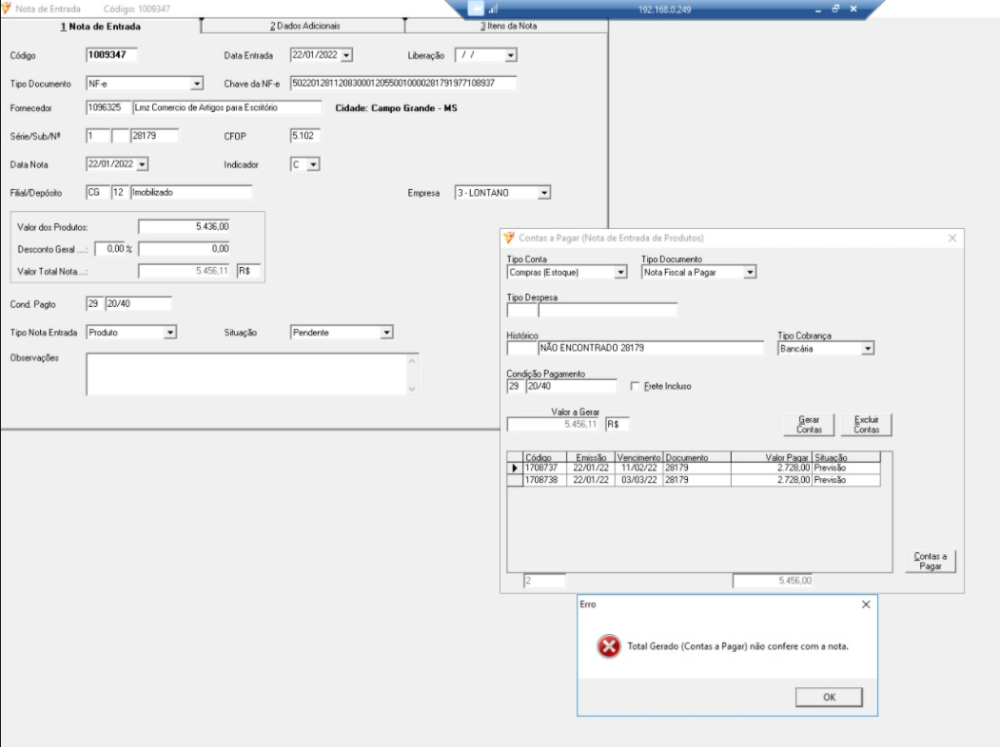 Nota de Entrada Código: 1009347
192.168.0.249
1 Nota de Entrada 2 Dados Adicionais 3 Itens da Nota
Código 1009347 Data Entrada 22/01/2022 Liberação / /
Tipo Documento NF-e Chave da NF-e 50220128112083000120550010000281791977108937
Fornecedor 1096325 Lmz Comercio de Artigos para Escritório Cidade: Campo Grande - MS
Série/Sub/Nº 1 28179 CFOP 5.102
Data Nota 22/01/2022 Indicador C
Filial/Depósito CG 12 Imobilizado Empresa 3 - LONTANO
Valor dos Produtos: 5.436,00
Desconto Geral ....: 0,00 % 0,00
Valor Total Nota....: 5.456,11 R$
Cond. Pagto 29 20/40
Tipo Nota Entrada Produto Situação Pendente
Observações
Contas a Pagar (Nota de Entrada de Produtos)
Tipo Conta Tipo Documento
Compras (Estoque) Nota Fiscal a Pagar
Tipo Despesa
Histórico Tipo Cobrança
NÃO ENCONTRADO 28179 Bancária
Condição Pagamento
29 20/40 Frete Incluso
Valor a Gerar
5.456,11 R$
Gerar Contas Excluir Contas
Código Emissão Vencimento Documento Valor Pagar Situação
1708737 22/01/22 11/02/22 28179 2.728,00 Previsão
1708738 22/01/22 03/03/22 28179 2.728,00 Previsão
Contas a Pagar
2 5.456,00
Erro
Total Gerado (Contas a Pagar) não confere com a nota.
OK